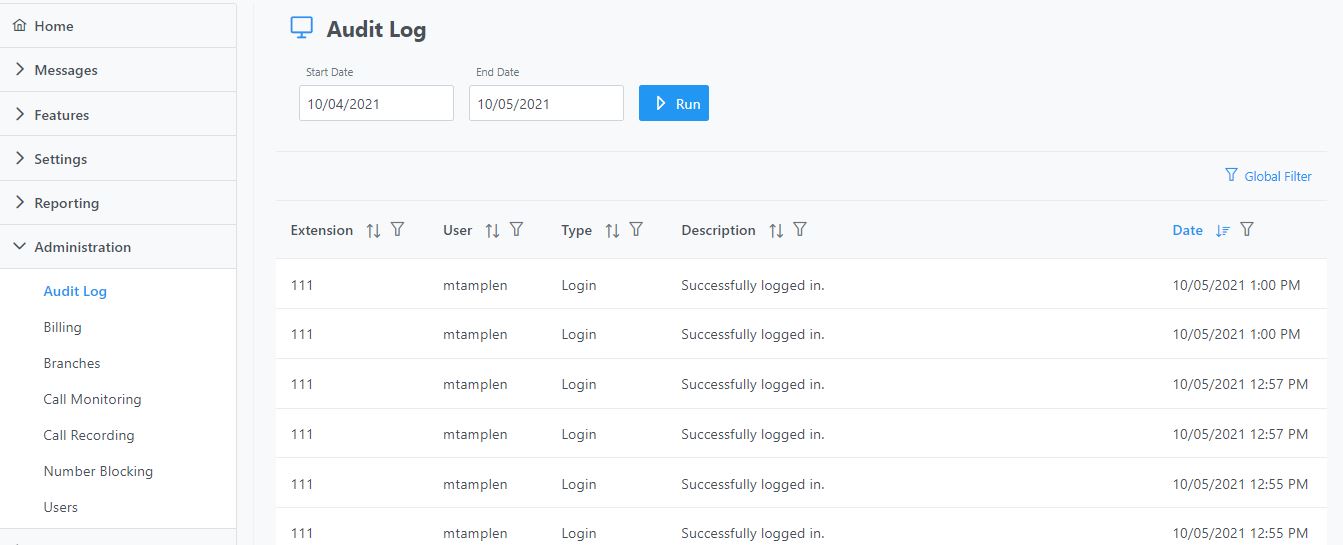 Home
Messages
Features
Settings
Reporting
Administration
Audit Log
Billing
Branches
Call Monitoring
Call Recording
Number Blocking
Users
Audit Log
Start Date End Date
10/04/2021 10/05/2021 Run
Global Filter
Extension User Type Description Date
111 mtamplen Login Successfully logged in. 10/05/2021 1:00 PM
111 mtamplen Login Successfully logged in. 10/05/2021 1:00 PM
111 mtamplen Login Successfully logged in. 10/05/2021 12:57 PM
111 mtamplen Login Successfully logged in. 10/05/2021 12:57 PM
111 mtamplen Login Successfully logged in. 10/05/2021 12:55 PM
111 mtamplen Login Successfully logged in. 10/05/2021 12:55 PM